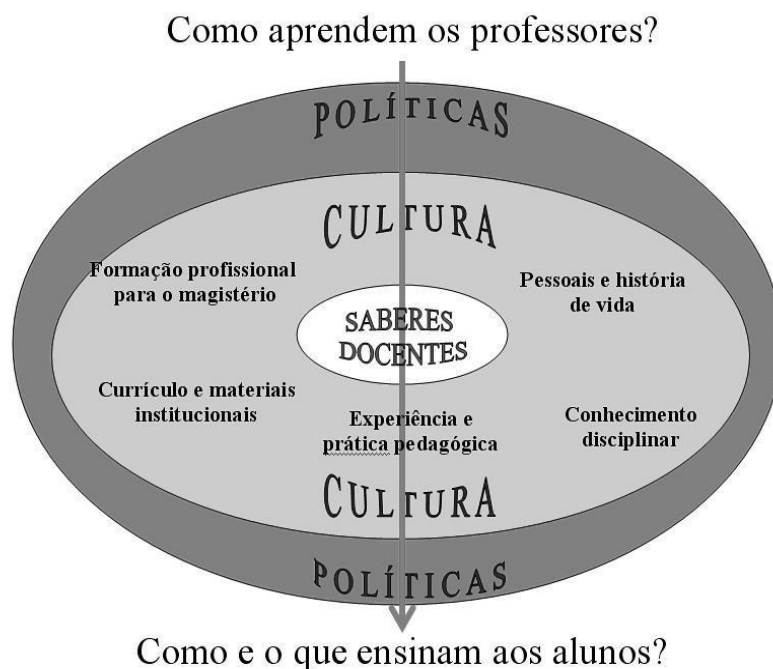 Como aprendem os professores?
POLÍTICAS
CULTURA
Formação profissional
para o magistério
Pessoais e história
de vida
SABERES
DOCENTES
Currículo e materiais
institucionais
Experiência e
prática pedagógica
Conhecimento
disciplinar
CULTURA
POLÍTICAS
Como e o que ensinam aos alunos?